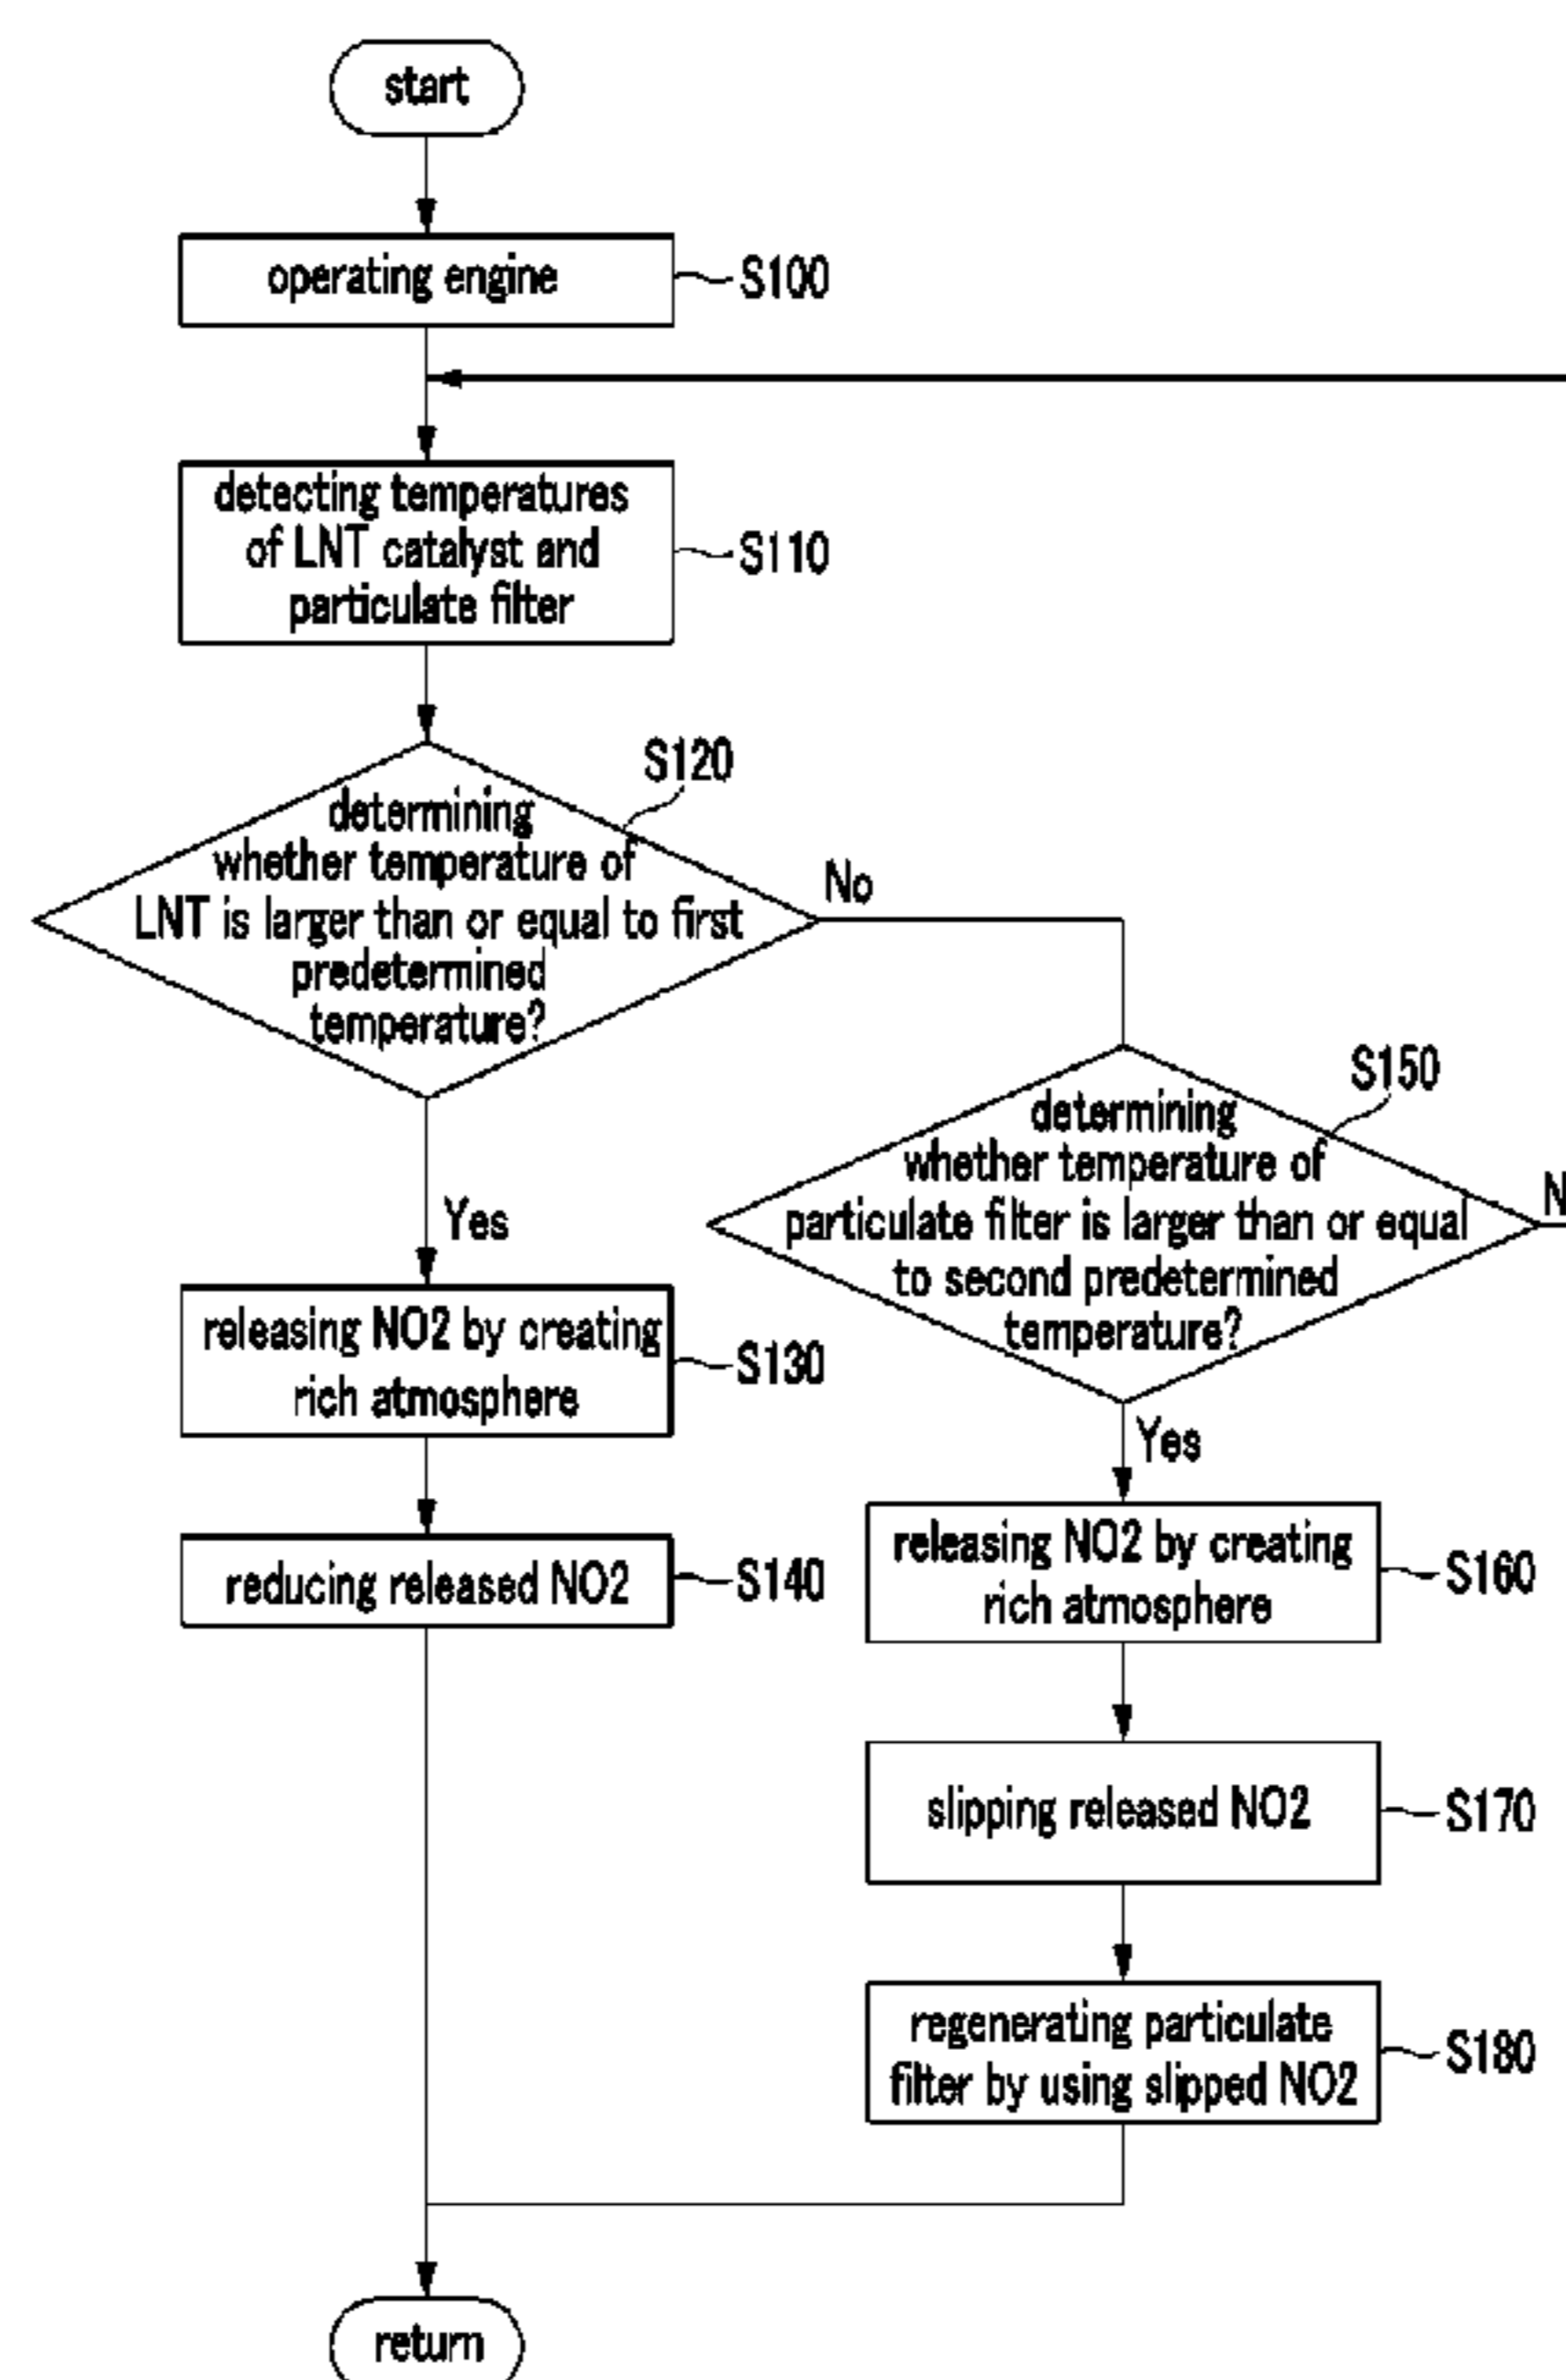 start
operating engine
S100
detecting temperatures
of LNT catalyst and
particulate filter
S110
S120
determining
whether temperature of
LNT is larger than or equal to first
predetermined
temperature?
No
Yes
S150
determining
whether temperature of
particulate filter is larger than or equal
to second predetermined
temperature?
N
Yes
releasing NO2 by creating
rich atmosphere
S130
reducing released NO2
S140
releasing NO2 by creating
rich atmosphere
S160
slipping released NO2
S170
regenerating particulate
filter by using slipped NO2
S180
return